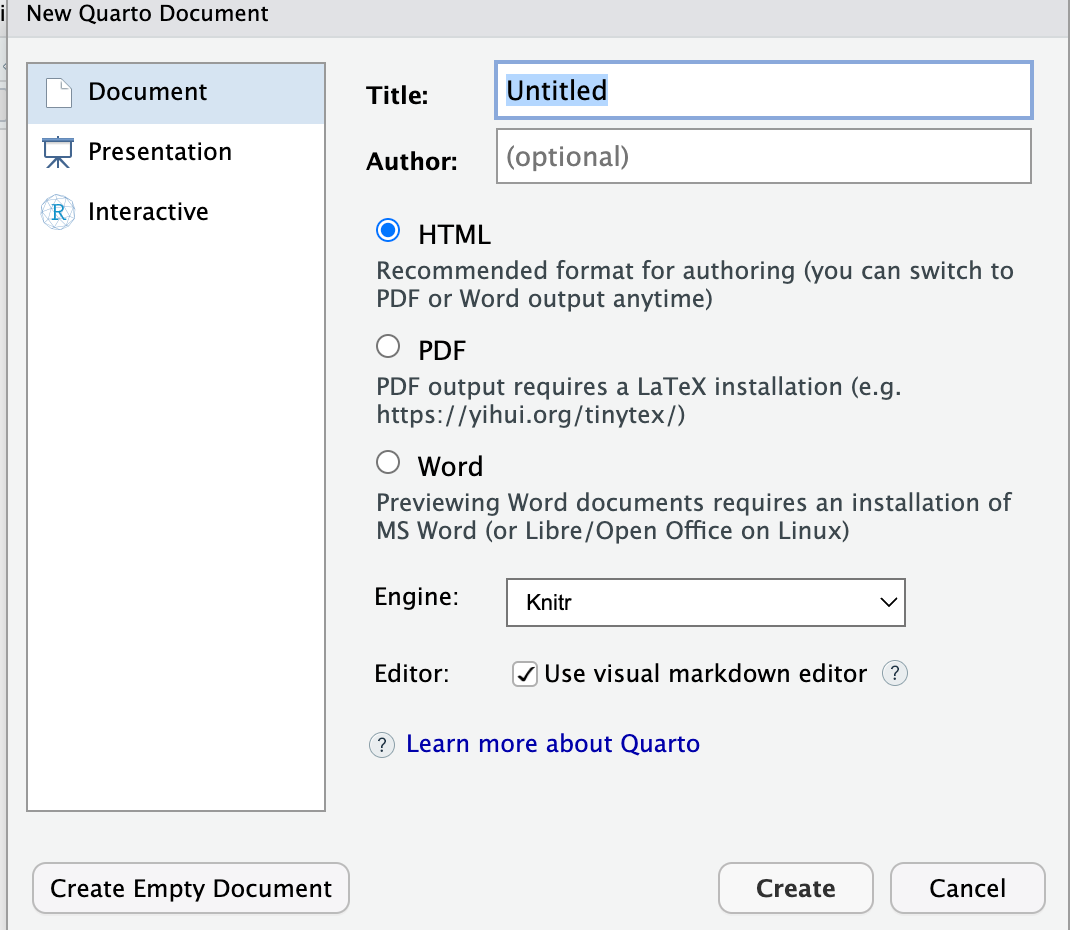 New Quarto Document
Document
Presentation
R Interactive
Title: Untitled
Author: (optional)
HTML
Recommended format for authoring (you can switch to
PDF or Word output anytime)
PDF
PDF output requires a LaTeX installation (e.g.
https://yihui.org/tinytex/)
Word
Previewing Word documents requires an installation of
MS Word (or Libre/Open Office on Linux)
Engine: Knitr
Editor: Use visual markdown editor ?
? Learn more about Quarto
Create Empty Document Create Cancel